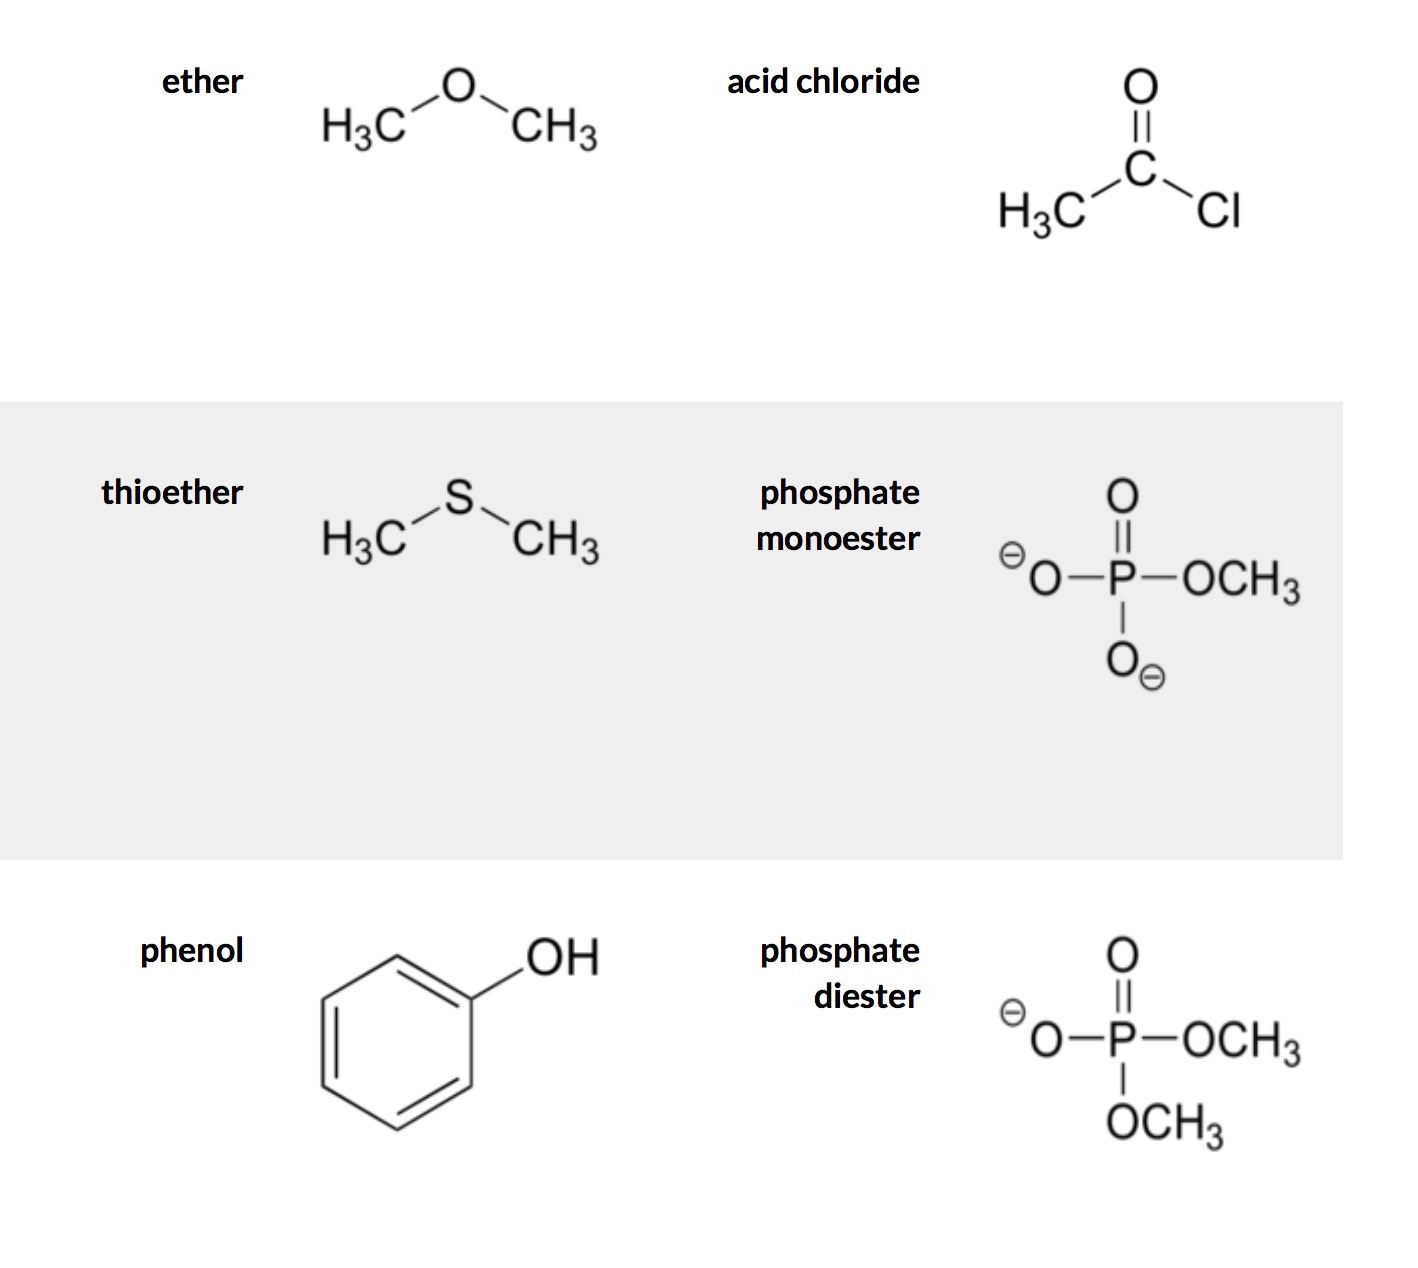 ether
O
H3C CH3
acid chloride
O
C
H3C Cl
thioether
S
H3C CH3
phosphate
monoester
O
⊖O–P–OCH3
O⊖
phenol
OH
phosphate
diester
O
⊖O–P–OCH3
OCH3